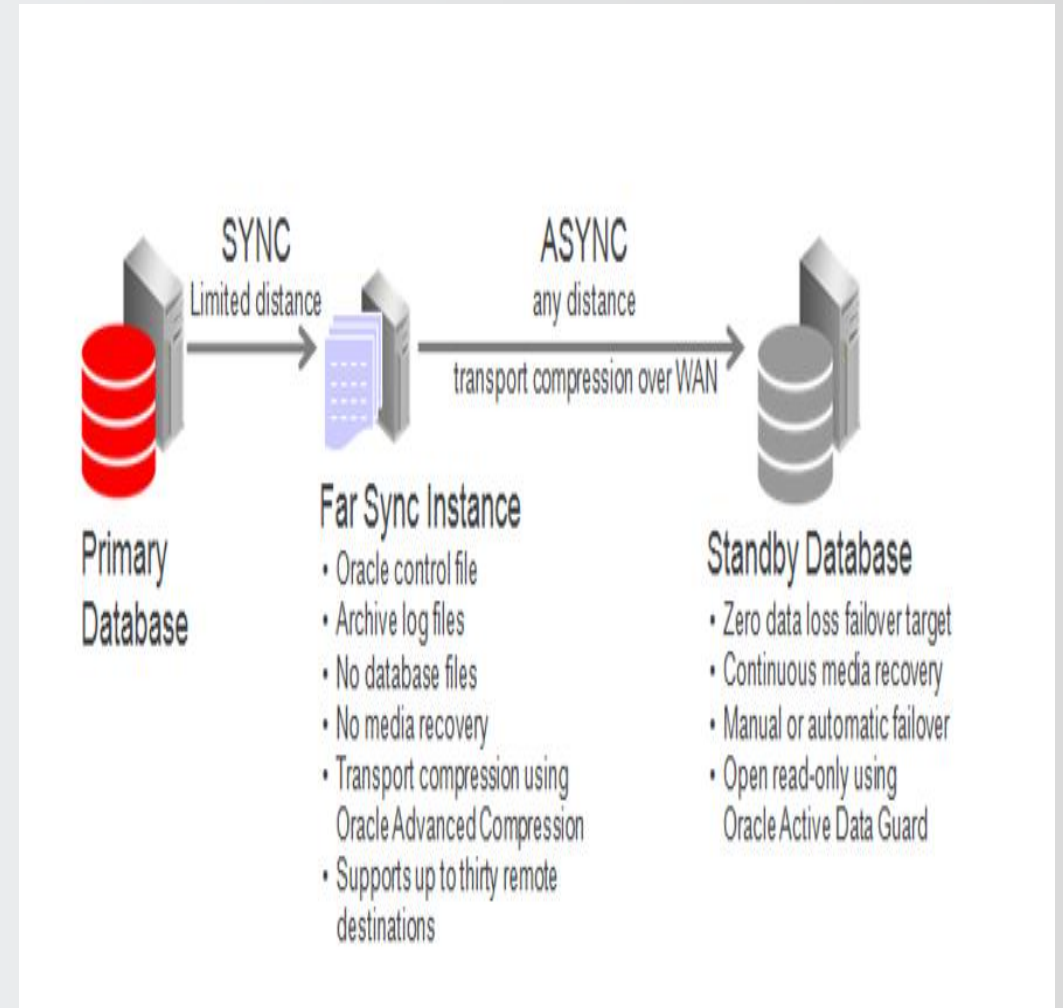 SYNC
Limited distance
ASYNC
any distance
transport compression over WAN
Primary
Database
Far Sync Instance
• Oracle control file
• Archive log files
• No database files
• No media recovery
• Transport compression using
Oracle Advanced Compression
• Supports up to thirty remote
destinations
Standby Database
• Zero data loss failover target
• Continuous media recovery
• Manual or automatic failover
• Open read-only using
Oracle Active Data Guard